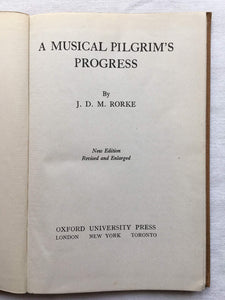 A MUSICAL PILGRIM'S
PROGRESS
By
J. D. M. RORKE
New Edition
Revised and Enlarged
OXFORD UNIVERSITY PRESS
LONDON NEW YORK TORONTO